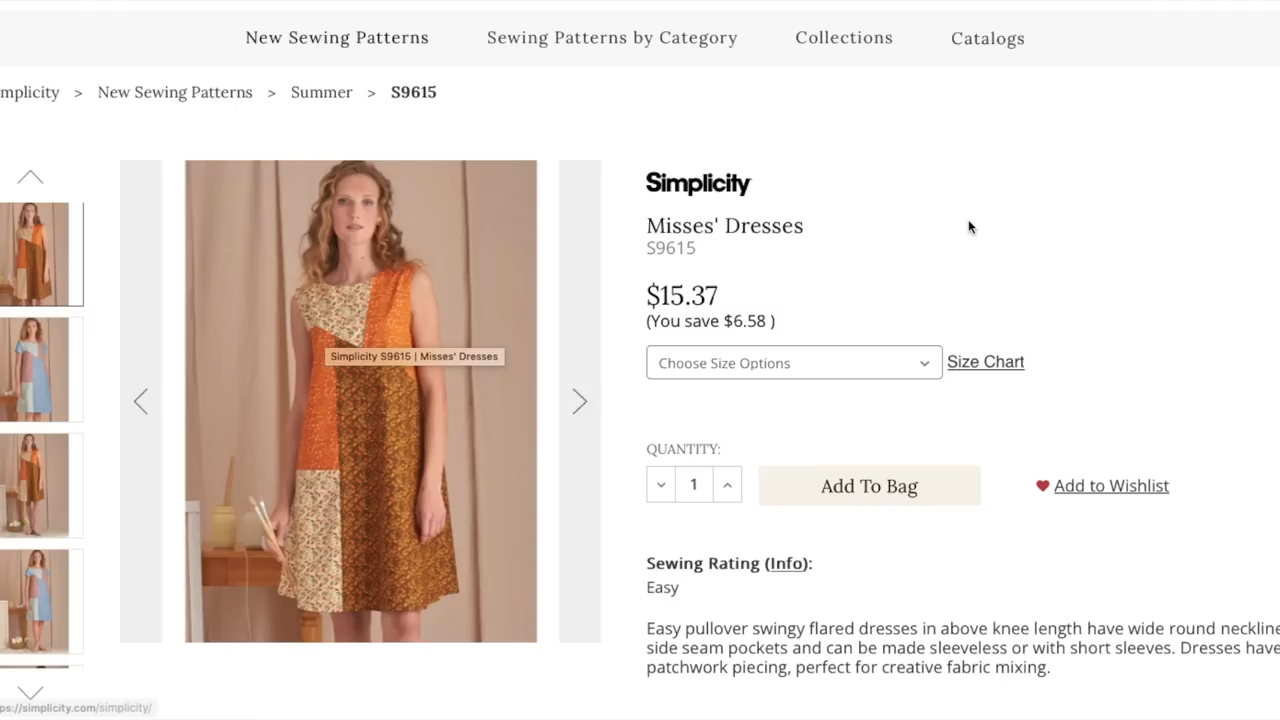 New Sewing Patterns Sewing Patterns by Category Collections Catalogs
mplicity > New Sewing Patterns > Summer > S9615
Simplicity
Misses' Dresses
S9615
$15.37
(You save $6.58 )
Simplicity S9615 | Misses' Dresses
Choose Size Options Size Chart
QUANTITY:
1 Add To Bag Add to Wishlist
Sewing Rating (Info):
Easy
Easy pullover swingy flared dresses in above knee length have wide round neckline
side seam pockets and can be made sleeveless or with short sleeves. Dresses have
patchwork piecing, perfect for creative fabric mixing.
ps://simplicity.com/simplicity/